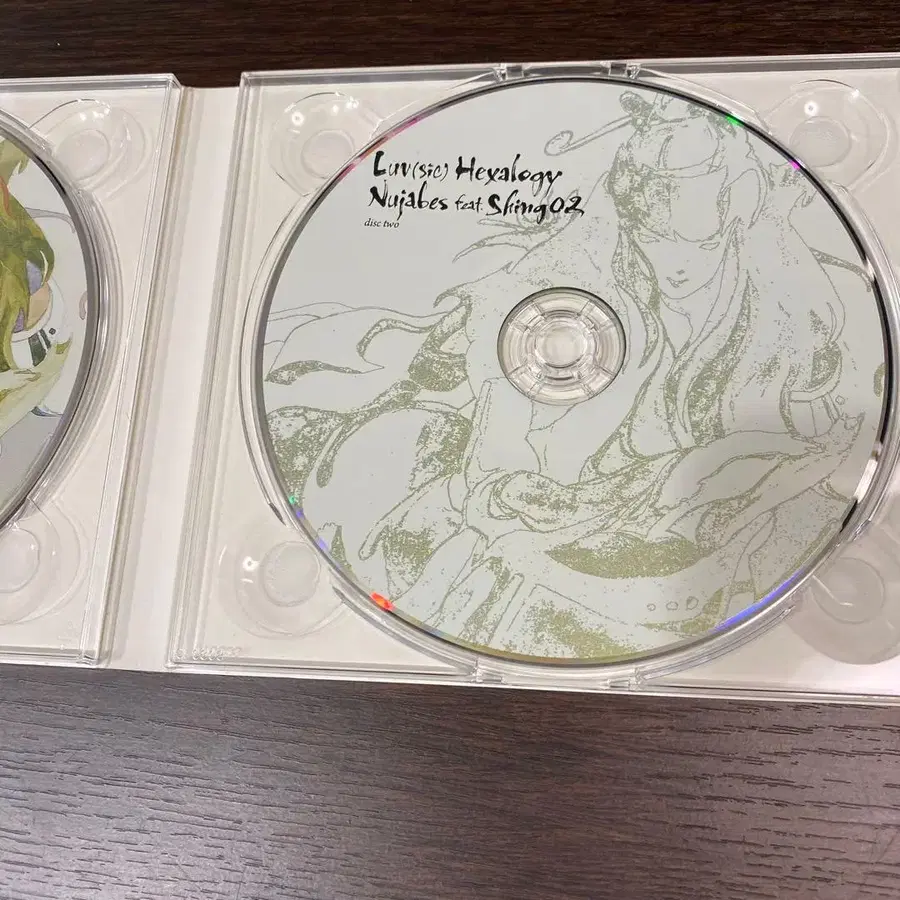 Luv(sic) Hexalogy
Nujabes feat. Shing02
disc two